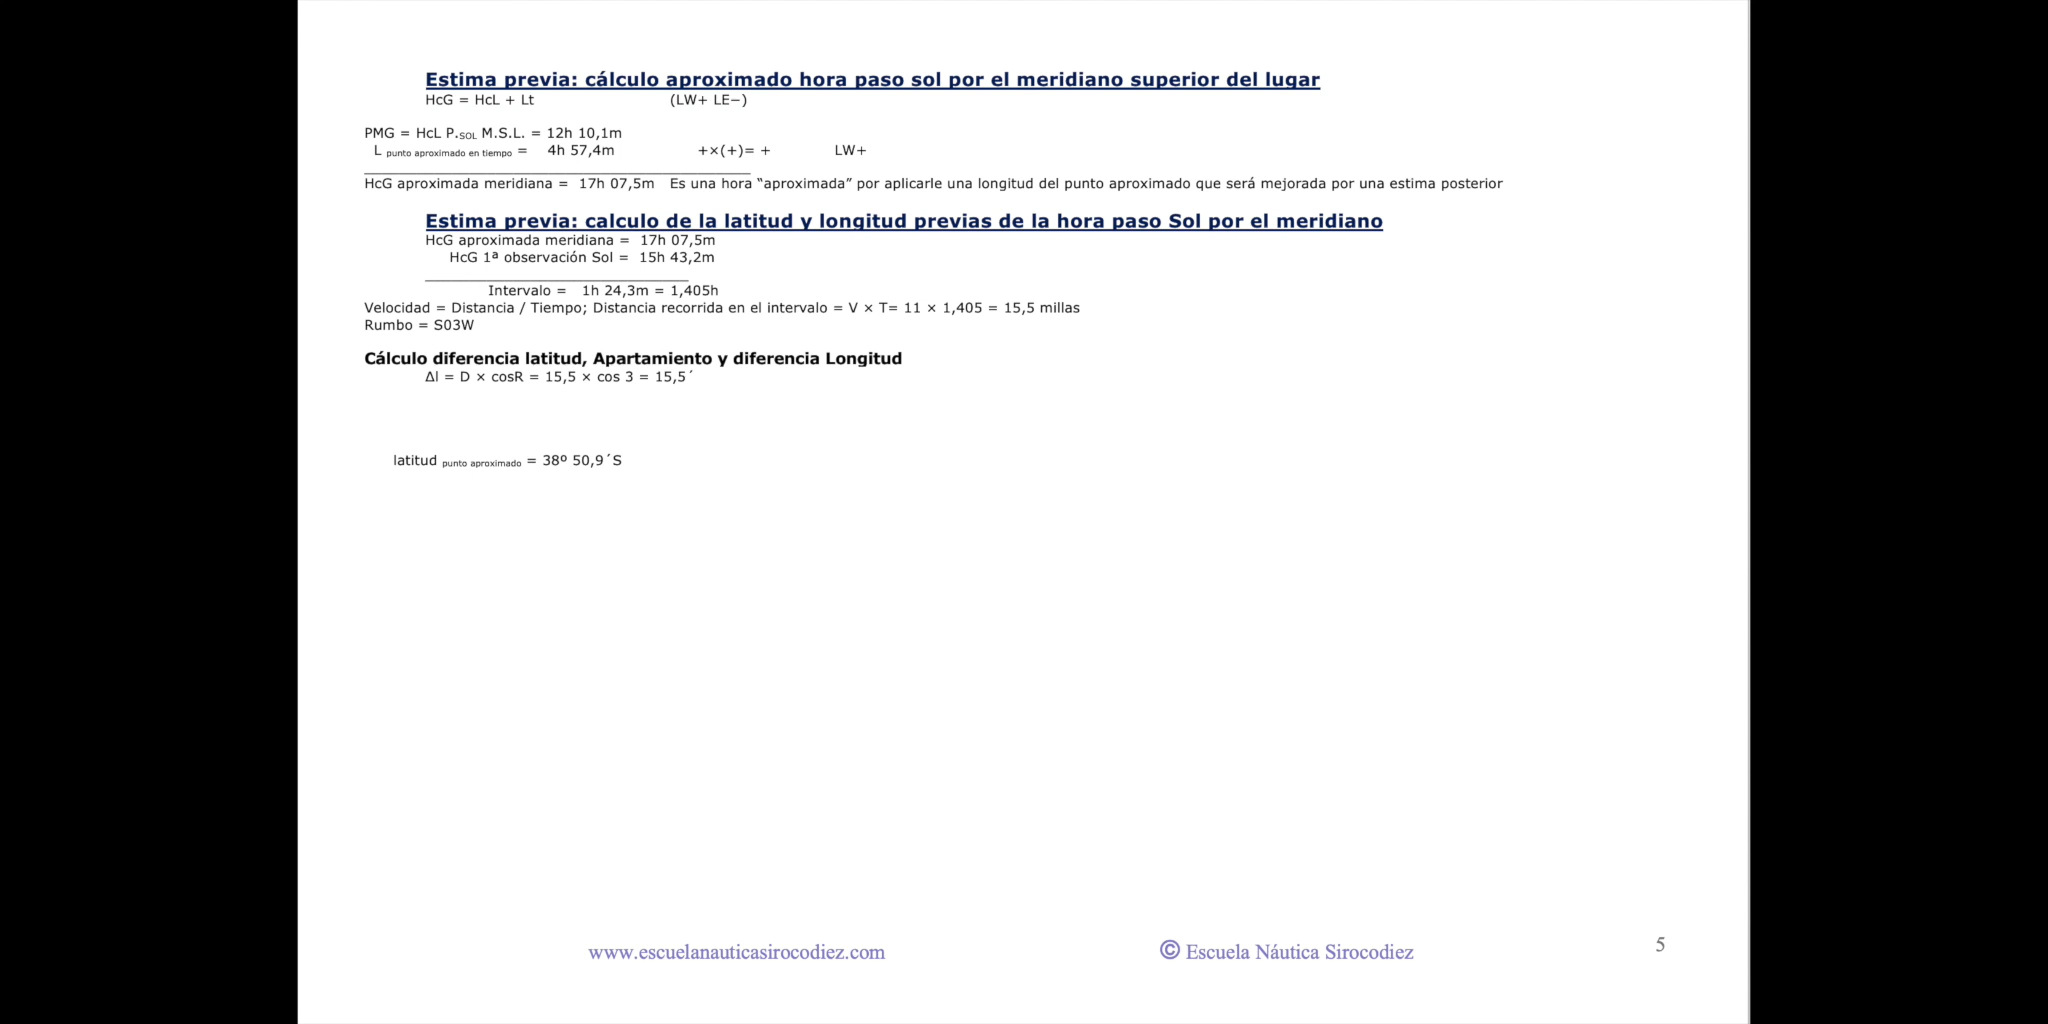 Estima previa: cálculo aproximado hora paso sol por el meridiano superior del lugar
HcG = HcL + Lt (LW+ LE−)
PMG = HcL P.SOL M.S.L. = 12h 10,1m
L punto aproximado en tiempo = 4h 57,4m +×(+)= + LW+
HcG aproximada meridiana = 17h 07,5m Es una hora “aproximada” por aplicarle una longitud del punto aproximado que será mejorada por una estima posterior
Estima previa: calculo de la latitud y longitud previas de la hora paso Sol por el meridiano
HcG aproximada meridiana = 17h 07,5m
HcG 1ª observación Sol = 15h 43,2m
Intervalo = 1h 24,3m = 1,405h
Velocidad = Distancia / Tiempo; Distancia recorrida en el intervalo = V × T= 11 × 1,405 = 15,5 millas
Rumbo = S03W
Cálculo diferencia latitud, Apartamiento y diferencia Longitud
Δl = D × cosR = 15,5 × cos 3 = 15,5´
latitud punto aproximado = 38º 50,9´S
www.escuelanauticasirocodiez.com © Escuela Náutica Sirocodiez 5